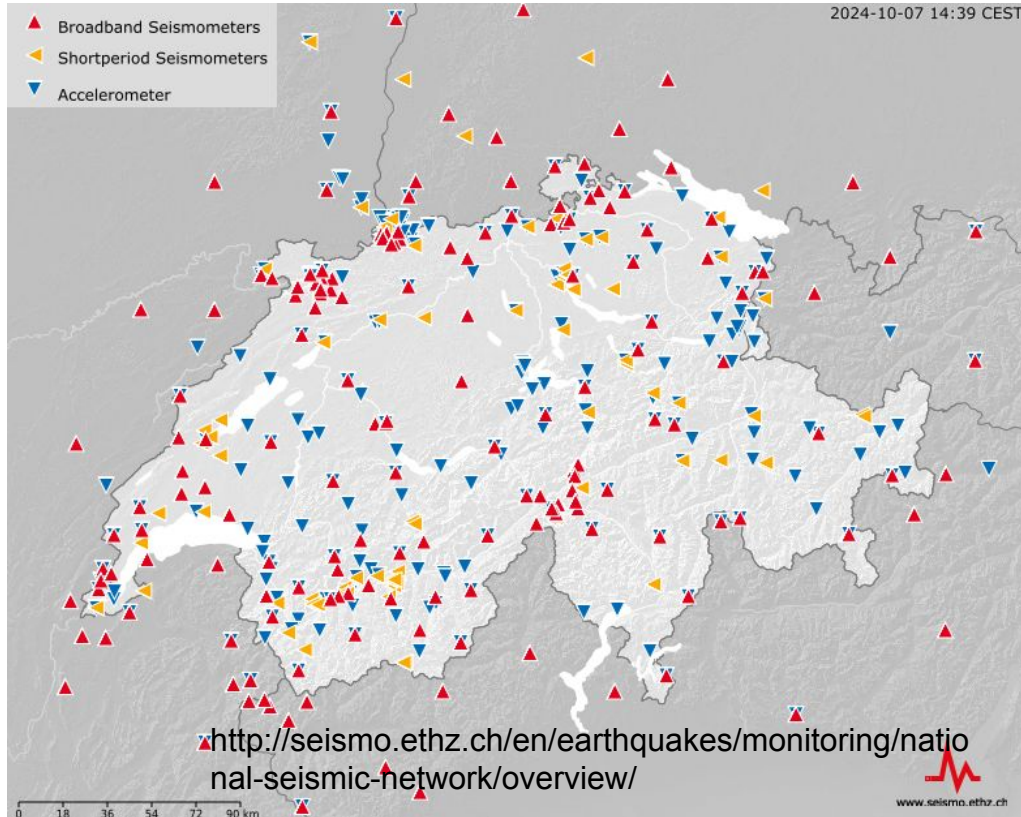 2024-10-07 14:39 CEST
Broadband Seismometers
Shortperiod Seismometers
Accelerometer
http://seismo.ethz.ch/en/earthquakes/monitoring/natio
nal-seismic-network/overview/
www.seismo.ethz.ch
0 18 36 54 72 90 km